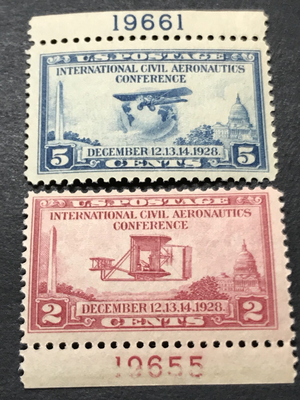 19661
U.S. POSTAGE
INTERNATIONAL CIVIL AERONAUTICS
CONFERENCE
DECEMBER 12.13.14.1928.
5 CENTS 5
U.S. POSTAGE
INTERNATIONAL CIVIL AERONAUTICS
CONFERENCE
DECEMBER 12.13.14.1928.
2 CENTS 2
19655